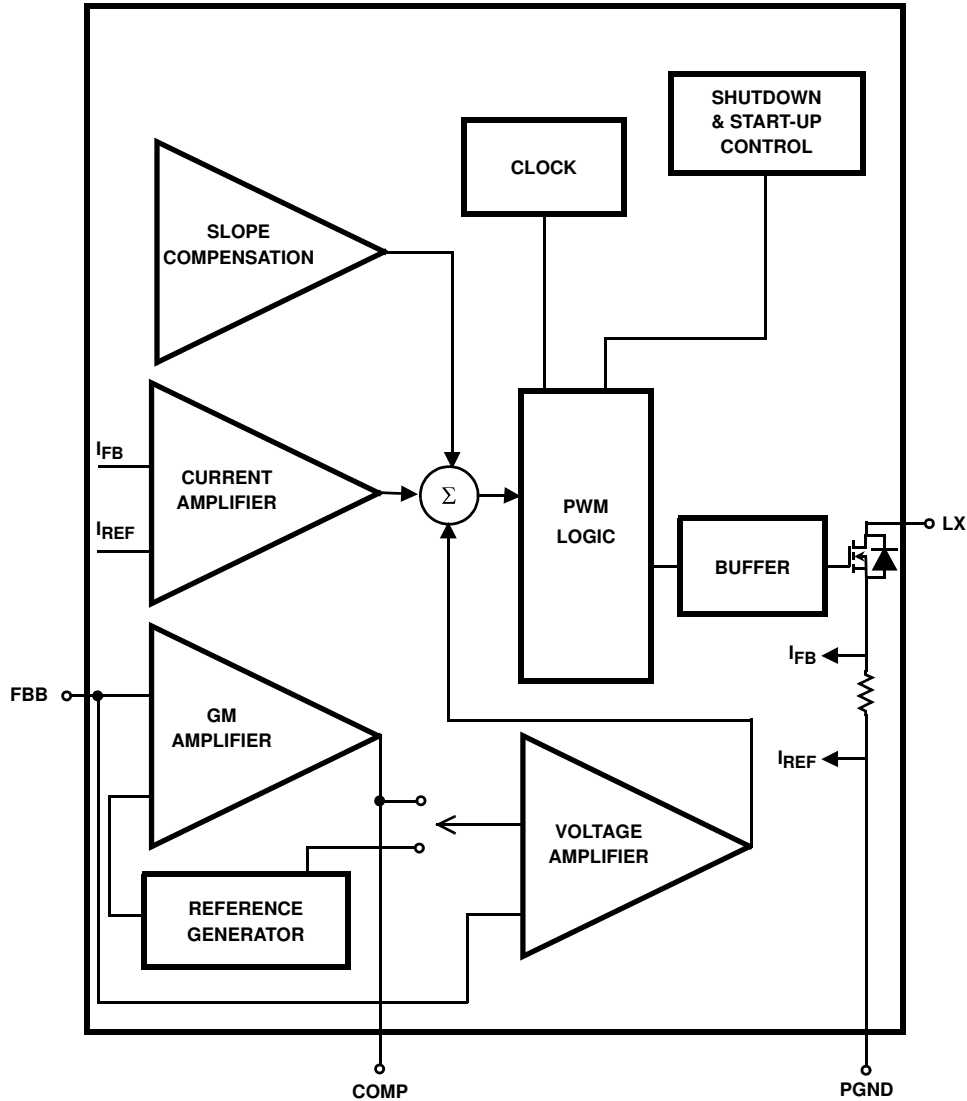 SHUTDOWN
& START-UP
CONTROL
CLOCK
SLOPE
COMPENSATION
IFB
CURRENT
AMPLIFIER
IREF
Σ
PWM
LOGIC
LX
BUFFER
IFB
FBB
GM
AMPLIFIER
IREF
VOLTAGE
AMPLIFIER
REFERENCE
GENERATOR
COMP
PGND